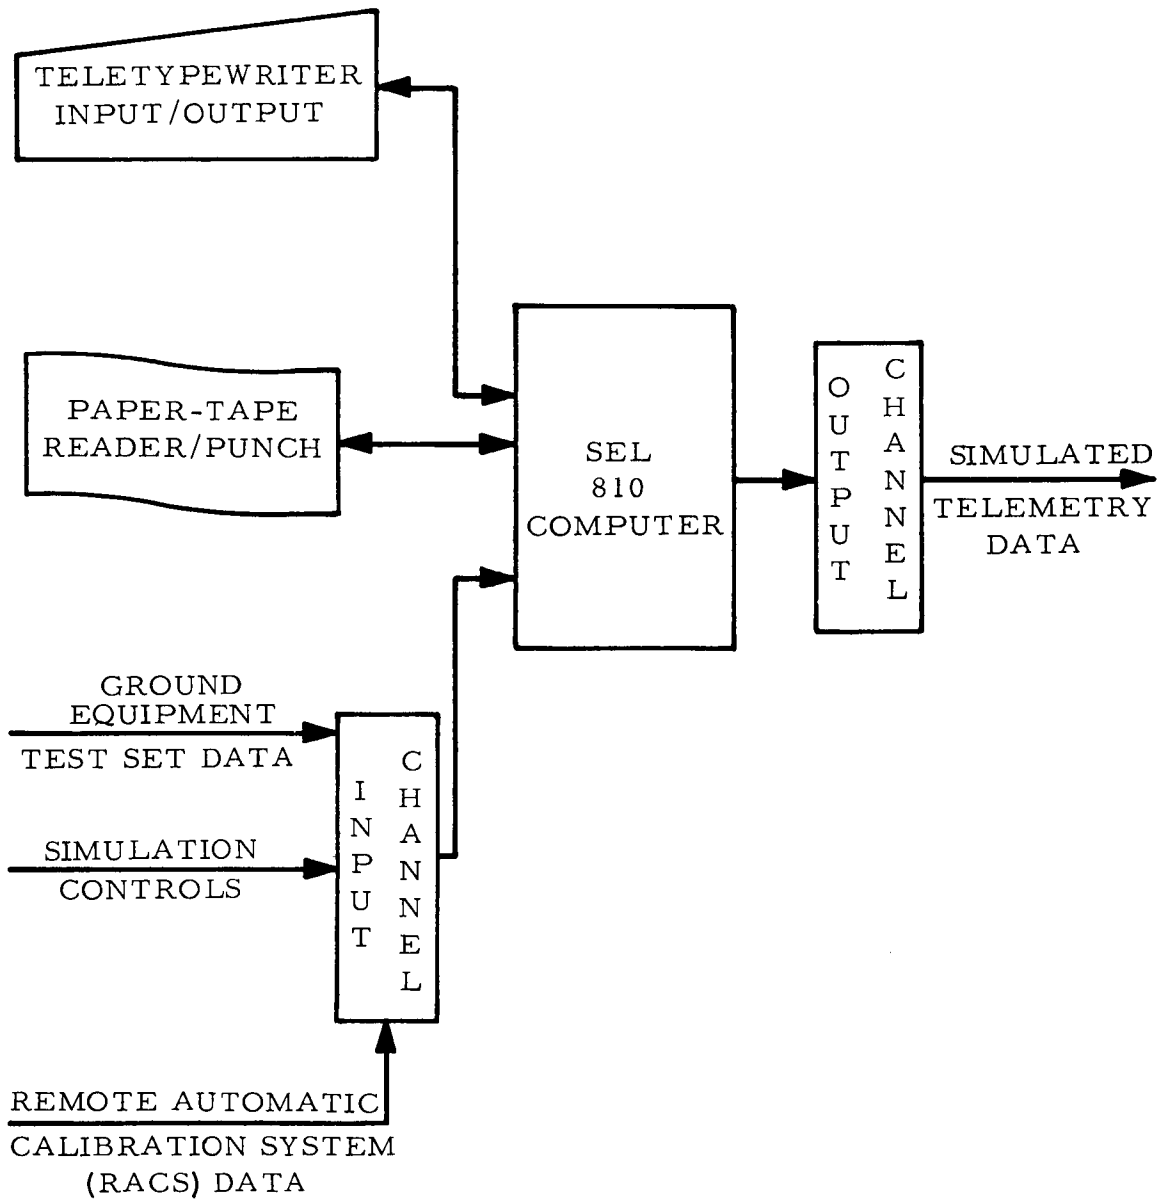 TELETYPEWRITER
INPUT/OUTPUT
PAPER-TAPE
READER/PUNCH
SEL
810
COMPUTER
OUTPUT
CHANNEL
SIMULATED
TELEMETRY
DATA
GROUND
EQUIPMENT
TEST SET DATA
SIMULATION
CONTROLS
INPUT
CHANNEL
REMOTE AUTOMATIC
CALIBRATION SYSTEM
(RACS) DATA